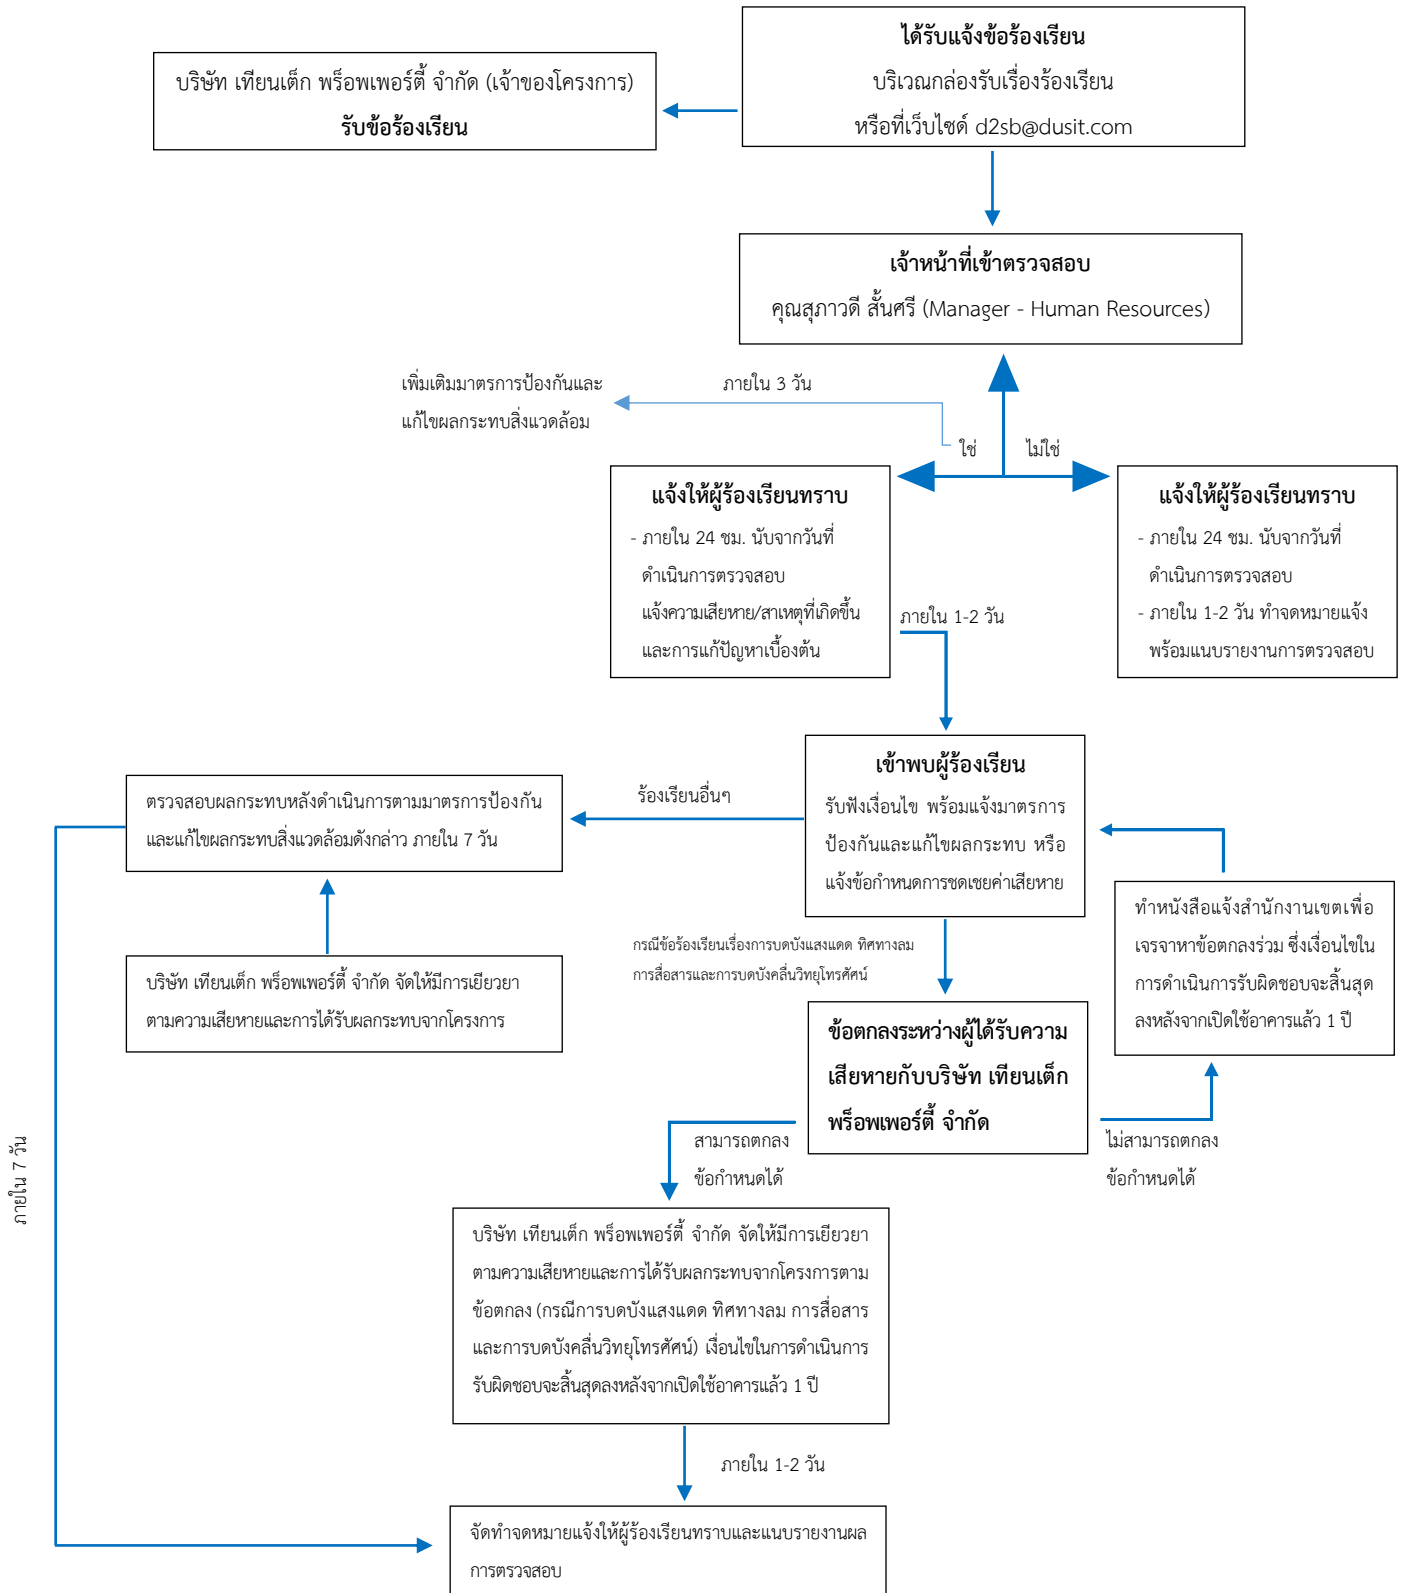 ได้รับแจ้งข้อร้องเรียน
บริเวณกล่องรับเรื่องร้องเรียน
หรือที่เว็บไซด์ d2sb@dusit.com
บริษัท เทียนเต็ก พร็อพเพอร์ตี้ จำกัด (เจ้าของโครงการ)
รับข้อร้องเรียน
เจ้าหน้าที่เข้าตรวจสอบ
คุณสุภาวดี สั้นศรี (Manager - Human Resources)
เพิ่มเติมมาตรการป้องกันและ
แก้ไขผลกระทบสิ่งแวดล้อม
ภายใน 3 วัน
ใช่
ไม่ใช่
แจ้งให้ผู้ร้องเรียนทราบ
- ภายใน 24 ชม. นับจากวันที่
ดำเนินการตรวจสอบ
แจ้งความเสียหาย/สาเหตุที่เกิดขึ้น
และการแก้ปัญหาเบื้องต้น
แจ้งให้ผู้ร้องเรียนทราบ
- ภายใน 24 ชม. นับจากวันที่
ดำเนินการตรวจสอบ
- ภายใน 1-2 วัน ทำจดหมายแจ้ง
พร้อมแนบรายงานการตรวจสอบ
ภายใน 1-2 วัน
เข้าพบผู้ร้องเรียน
รับฟังเงื่อนไข พร้อมแจ้งมาตรการ
ป้องกันและแก้ไขผลกระทบ หรือ
แจ้งข้อกำหนดการชดเชยค่าเสียหาย
ร้องเรียนอื่นๆ
ตรวจสอบผลกระทบหลังดำเนินการตามมาตรการป้องกัน
และแก้ไขผลกระทบสิ่งแวดล้อมดังกล่าว ภายใน 7 วัน
บริษัท เทียนเต็ก พร็อพเพอร์ตี้ จำกัด จัดให้มีการเยียวยา
ตามความเสียหายและการได้รับผลกระทบจากโครงการ
กรณีข้อร้องเรียนเรื่องการบดบังแสงแดด ทิศทางลม
การสื่อสารและการบดบังคลื่นวิทยุโทรศัศน์
ทำหนังสือแจ้งสำนักงานเขตเพื่อ
เจรจาหาข้อตกลงร่วม ซึ่งเงื่อนไขใน
การดำเนินการรับผิดชอบจะสิ้นสุด
ลงหลังจากเปิดใช้อาคารแล้ว 1 ปี
ข้อตกลงระหว่างผู้ได้รับความ
เสียหายกับบริษัท เทียนเต็ก
พร็อพเพอร์ตี้ จำกัด
สามารถตกลง
ข้อกำหนดได้
ไม่สามารถตกลง
ข้อกำหนดได้
ภายใน 7 วัน
บริษัท เทียนเต็ก พร็อพเพอร์ตี้ จำกัด จัดให้มีการเยียวยา
ตามความเสียหายและการได้รับผลกระทบจากโครงการตาม
ข้อตกลง (กรณีการบดบังแสงแดด ทิศทางลม การสื่อสาร
และการบดบังคลื่นวิทยุโทรศัศน์) เงื่อนไขในการดำเนินการ
รับผิดชอบจะสิ้นสุดลงหลังจากเปิดใช้อาคารแล้ว 1 ปี
ภายใน 1-2 วัน
จัดทำจดหมายแจ้งให้ผู้ร้องเรียนทราบและแนบรายงานผล
การตรวจสอบ